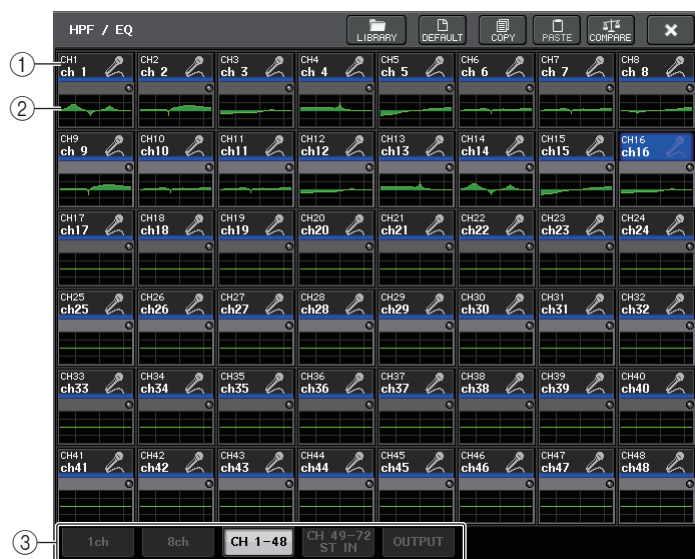 HPF / EQ
LIBRARY DEFAULT COPY PASTE COMPARE
1 CH1 CH2 CH3 CH4 CH5 CH6 CH7 CH8
ch 1 ch 2 ch 3 ch 4 ch 5 ch 6 ch 7 ch 8
2
CH9 CH10 CH11 CH12 CH13 CH14 CH15 CH16
ch 9 ch10 ch11 ch12 ch13 ch14 ch15 ch16
CH17 CH18 CH19 CH20 CH21 CH22 CH23 CH24
ch17 ch18 ch19 ch20 ch21 ch22 ch23 ch24
CH25 CH26 CH27 CH28 CH29 CH30 CH31 CH32
ch25 ch26 ch27 ch28 ch29 ch30 ch31 ch32
CH33 CH34 CH35 CH36 CH37 CH38 CH39 CH40
ch33 ch34 ch35 ch36 ch37 ch38 ch39 ch40
CH41 CH42 CH43 CH44 CH45 CH46 CH47 CH48
ch41 ch42 ch43 ch44 ch45 ch46 ch47 ch48
3 1ch 8ch CH 1-48 CH 49-72 OUTPUT
ST IN